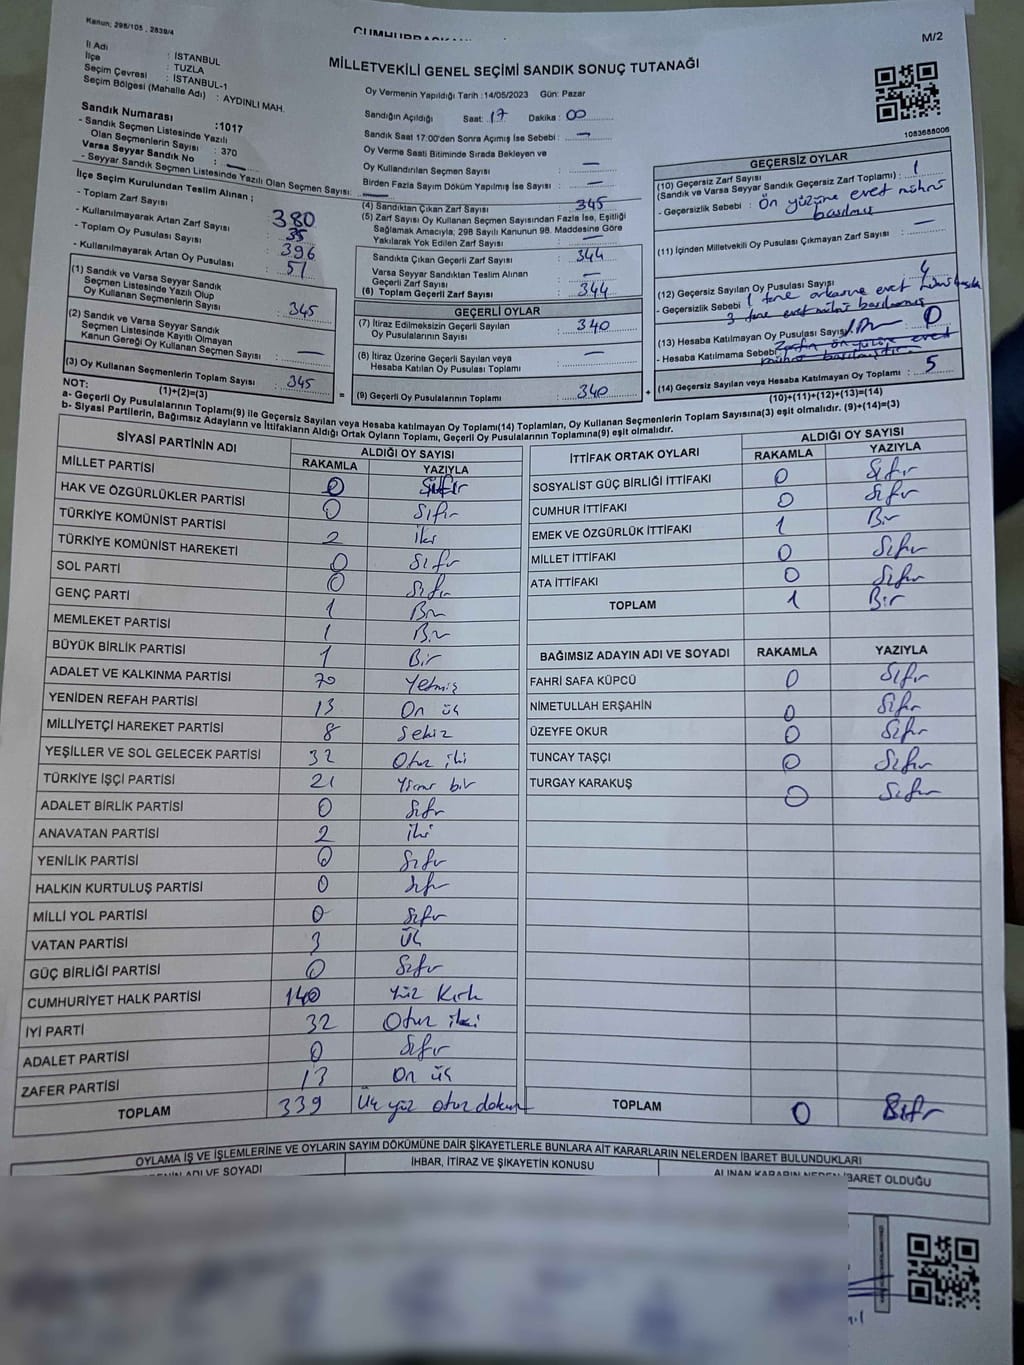 Kanun; 298/105 , 2839/4
M/2
MİLLETVEKİLİ GENEL SEÇİMİ SANDIK SONUÇ TUTANAĞI
İl Adı : İSTANBUL
İlçe : TUZLA
Seçim Çevresi : İSTANBUL-1
Seçim Bölgesi (Mahalle Adı) : AYDINLI MAH.
Sandık Numarası :1017
- Sandık Seçmen Listesinde Yazılı
Olan Seçmenlerin Sayısı : 370
Varsa Seyyar Sandık No : —
- Seyyar Sandık Seçmen Listesinde Yazılı Olan Seçmen Sayısı: —
İlçe Seçim Kurulundan Teslim Alınan ;
- Toplam Zarf Sayısı : 380
- Kullanılmayarak Artan Zarf Sayısı : 35
- Toplam Oy Pusulası Sayısı : 396
- Kullanılmayarak Artan Oy Pusulası : 51
(1) Sandık ve Varsa Seyyar Sandık
Seçmen Listesinde Yazılı Olup
Oy Kullanan Seçmenlerin Sayısı : 345
(2) Sandık ve Varsa Seyyar Sandık
Seçmen Listesinde Kayıtlı Olmayan
Kanun Gereği Oy Kullanan Seçmen Sayısı : —
(3) Oy Kullanan Seçmenlerin Toplam Sayısı : 345
(1)+(2)=(3)
Oy Vermenin Yapıldığı Tarih :14/05/2023 Gün: Pazar
Sandığın Açıldığı Saat: 17 Dakika : 00
Sandık Saat 17:00'den Sonra Açılmış İse Sebebi : —
Oy Verme Saati Bitiminde Sırada Bekleyen ve
Oy Kullandırılan Seçmen Sayısı : —
Birden Fazla Sayım Döküm Yapılmış İse Sayısı : —
(4) Sandıktan Çıkan Zarf Sayısı : 345
(5) Zarf Sayısı Oy Kullanan Seçmen Sayısından Fazla İse, Eşitliği
Sağlamak Amacıyla, 298 Sayılı Kanunun 98. Maddesine Göre
Yakılarak Yok Edilen Zarf Sayısı : —
Sandıkta Çıkan Geçerli Zarf Sayısı : 344
Varsa Seyyar Sandıktan Teslim Alınan
Geçerli Zarf Sayısı : —
(6) Toplam Geçerli Zarf Sayısı : 344
GEÇERLİ OYLAR
(7) İtiraz Edilmeksizin Geçerli Sayılan
Oy Pusulalarının Sayısı : 340
(8) İtiraz Üzerine Geçerli Sayılan veya
Hesaba Katılan Oy Pusulası Toplamı : —
= (9) Geçerli Oy Pusulalarının Toplamı : 340 +
1083688006
GEÇERSİZ OYLAR
(10) Geçersiz Zarf Sayısı
(Sandık ve Varsa Seyyar Sandık Geçersiz Zarf Toplamı) : 1
- Geçersizlik Sebebi : Ön yüzüne evet mührü
basılmış
(11) İçinden Milletvekili Oy Pusulası Çıkmayan Zarf Sayısı : —
(12) Geçersiz Sayılan Oy Pusulası Sayısı : 4
- Geçersizlik Sebebi : 1 tane arkasına evet
3 tane evet mührü basılmamış
(13) Hesaba Katılmayan Oy Pusulası Sayısı : 0
- Hesaba Katılmama Sebebi : Zarfın ön yüzüne evet
mührü basılmıştır.
(14) Geçersiz Sayılan veya Hesaba Katılmayan Oy Toplamı : 5
(10)+(11)+(12)+(13)=(14)
NOT:
a- Geçerli Oy Pusulalarının Toplamı(9) ile Geçersiz Sayılan veya Hesaba katılmayan Oy Toplamı(14) Toplamları, Oy Kullanan Seçmenlerin Toplam Sayısına(3) eşit olmalıdır. (9)+(14)=(3)
b- Siyasi Partilerin, Bağımsız Adayların ve İttifakların Aldığı Ortak Oyların Toplamı, Geçerli Oy Pusulalarının Toplamına(9) eşit olmalıdır.
SİYASİ PARTİNİN ADI ALDIĞI OY SAYISI
RAKAMLA YAZIYLA
MİLLET PARTİSİ 0 Sıfır
HAK VE ÖZGÜRLÜKLER PARTİSİ 0 Sıfır
TÜRKİYE KOMÜNİST PARTİSİ 2 iki
TÜRKİYE KOMÜNİST HAREKETİ 0 Sıfır
SOL PARTİ 0 Sıfır
GENÇ PARTİ 1 Bir
MEMLEKET PARTİSİ 1 Bir
BÜYÜK BİRLİK PARTİSİ 1 Bir
ADALET VE KALKINMA PARTİSİ 70 Yetmiş
YENİDEN REFAH PARTİSİ 13 On üç
MİLLİYETÇİ HAREKET PARTİSİ 8 Sekiz
YEŞİLLER VE SOL GELECEK PARTİSİ 32 Otuz iki
TÜRKİYE İŞÇİ PARTİSİ 21 Yirmi bir
ADALET BİRLİK PARTİSİ 0 Sıfır
ANAVATAN PARTİSİ 2 iki
YENİLİK PARTİSİ 0 Sıfır
HALKIN KURTULUŞ PARTİSİ 0 Sıfır
MİLLİ YOL PARTİSİ 0 Sıfır
VATAN PARTİSİ 3 Üç
GÜÇ BİRLİĞİ PARTİSİ 0 Sıfır
CUMHURİYET HALK PARTİSİ 140 Yüz Kırk
İYİ PARTİ 32 Otuz iki
ADALET PARTİSİ 0 Sıfır
ZAFER PARTİSİ 13 On üç
TOPLAM 339 Üç yüz otuz dokuz
İTTİFAK ORTAK OYLARI ALDIĞI OY SAYISI
RAKAMLA YAZIYLA
SOSYALİST GÜÇ BİRLİĞİ İTTİFAKI 0 Sıfır
CUMHUR İTTİFAKI 0 Sıfır
EMEK VE ÖZGÜRLÜK İTTİFAKI 1 Bir
MİLLET İTTİFAKI 0 Sıfır
ATA İTTİFAKI 0 Sıfır
TOPLAM 1 Bir
BAĞIMSIZ ADAYIN ADI VE SOYADI RAKAMLA YAZIYLA
FAHRİ SAFA KÜPCÜ 0 Sıfır
NİMETULLAH ERŞAHİN 0 Sıfır
ÜZEYFE OKUR 0 Sıfır
TUNCAY TAŞÇI 0 Sıfır
TURGAY KARAKUŞ 0 Sıfır
TOPLAM 0 Sıfır
OYLAMA İŞ VE İŞLEMLERİNE VE OYLARIN SAYIM DÖKÜMÜNE DAİR ŞİKAYETLERLE BUNLARA AİT KARARLARIN NELERDEN İBARET BULUNDUKLARI
ADI VE SOYADI İHBAR, İTİRAZ VE ŞİKAYETİN KONUSU ALINAN KARARIN NEDEN İBARET OLDUĞU